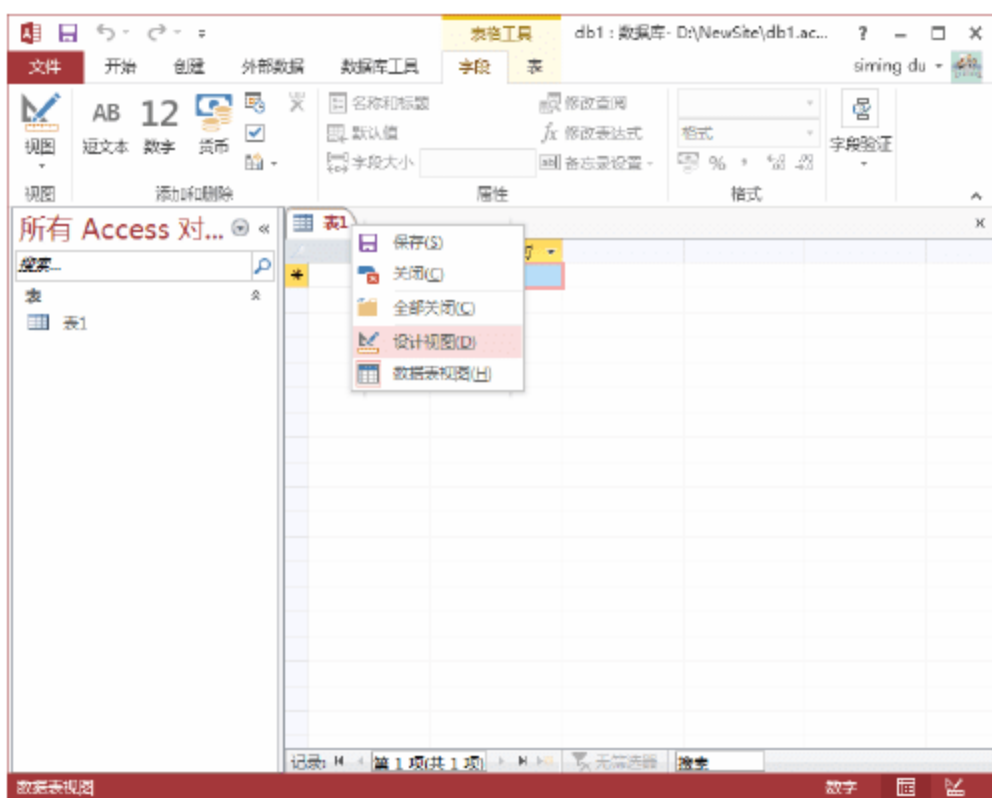 表格工具 db1 : 数据库- D:\NewSite\db1.ac... ?
文件 开始 创建 外部数据 数据库工具 字段 表 siming du
AB 12 名称和标题 修改查阅
默认值 fx 修改表达式 格式
视图 短文本 数字 货币 字段大小 ab 备忘录设置 % , 字段验证
视图 添加和删除 属性 格式
所有 Access 对... « 表1
搜索...
表
表1
保存(S)
关闭(C)
全部关闭(C)
设计视图(D)
数据表视图(H)
记录: 第 1 项(共 1 项) 无筛选器 搜索
数据表视图 数字